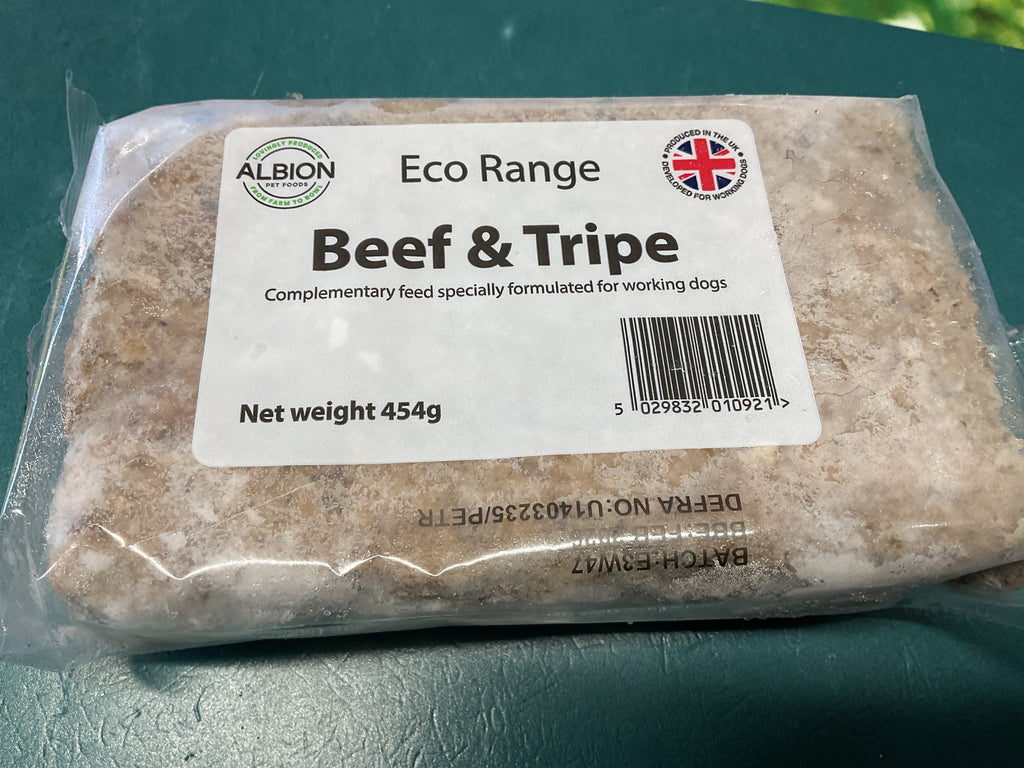 LOVINGLY PRODUCED
ALBION
PET FOODS
FROM FARM TO BOWL
Eco Range
PRODUCED IN THE UK
DEVELOPED FOR WORKING DOGS
Beef & Tripe
Complementary feed specially formulated for working dogs
Net weight 454g
5 029832 010921 >
BATCH:E3W47
BBE:FEB
DEFRA NO:U1403235/PETR